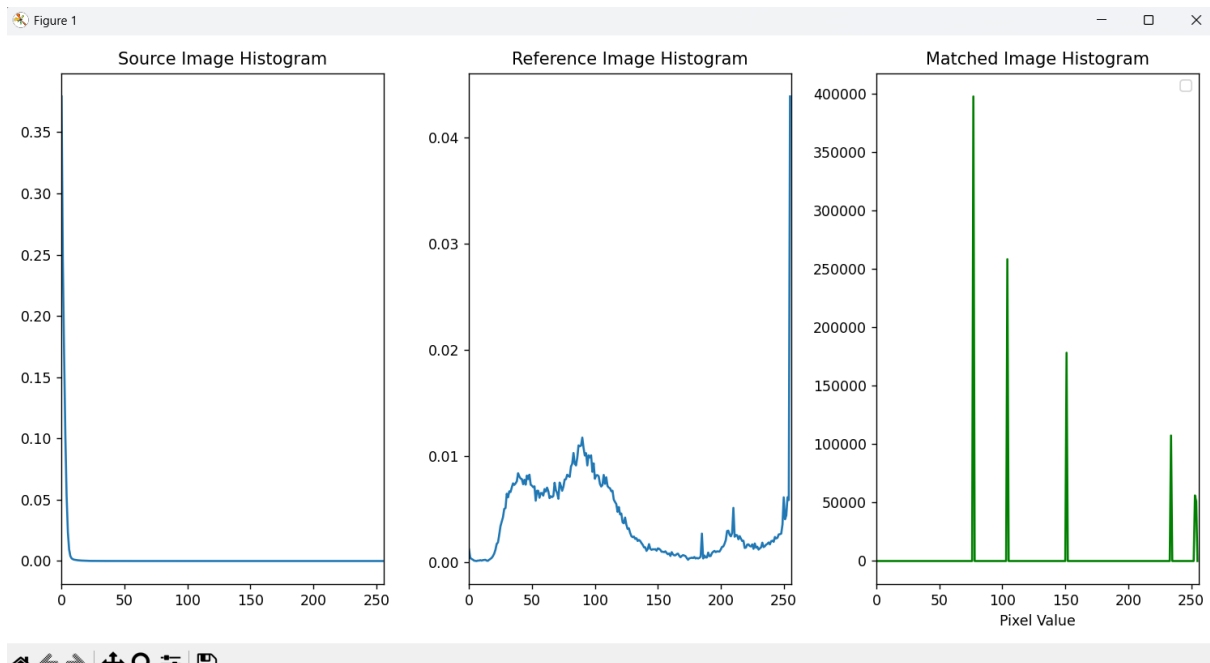 Figure 1
Source Image Histogram
0.35
0.30
0.25
0.20
0.15
0.10
0.05
0.00
0 50 100 150 200 250
Reference Image Histogram
0.04
0.03
0.02
0.01
0.00
0 50 100 150 200 250
Matched Image Histogram
400000
350000
300000
250000
200000
150000
100000
50000
0
0 50 100 150 200 250
Pixel Value